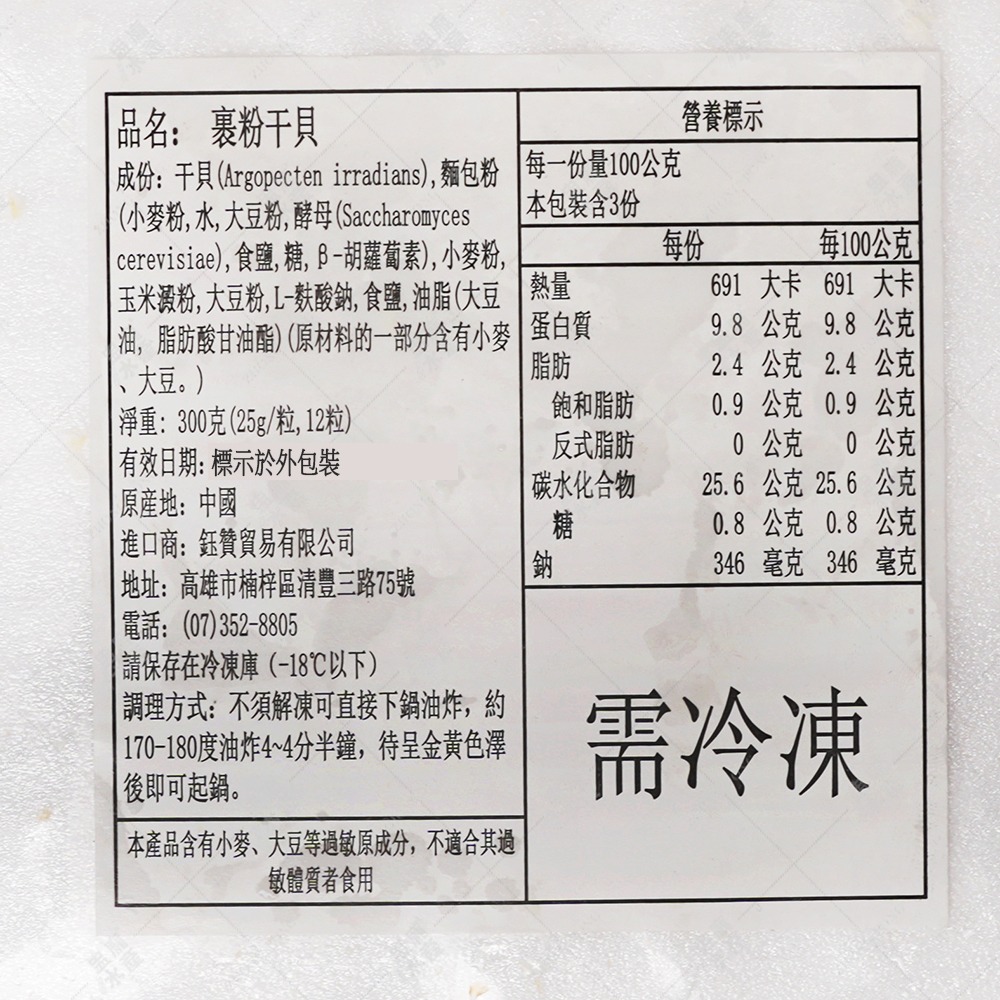 品名： 裹粉干貝
成份：干貝(Argopecten irradians),麵包粉
(小麥粉,水,大豆粉,酵母(Saccharomyces
cerevisiae),食鹽,糖,β-胡蘿蔔素),小麥粉,
玉米澱粉,大豆粉,L-麩酸鈉,食鹽,油脂(大豆
油, 脂肪酸甘油酯)(原材料的一部分含有小麥
、大豆。)
淨重: 300克(25g/粒,12粒)
有效日期:標示於外包裝
原産地: 中國
進口商: 鈺贊貿易有限公司
地址: 高雄市楠梓區清豐三路75號
電話: (07)352-8805
請保存在冷凍庫 (-18℃以下)
調理方式: 不須解凍可直接下鍋油炸，約
170-180度油炸4~4分半鐘，待呈金黃色澤
後即可起鍋。
本產品含有小麥、大豆等過敏原成分，不適合其過
敏體質者食用
營養標示
每一份量100公克
本包裝含3份
每份 每100公克
熱量 691 大卡 691 大卡
蛋白質 9.8 公克 9.8 公克
脂肪 2.4 公克 2.4 公克
飽和脂肪 0.9 公克 0.9 公克
反式脂肪 0 公克 0 公克
碳水化合物 25.6 公克 25.6 公克
糖 0.8 公克 0.8 公克
鈉 346 毫克 346 毫克
需冷凍